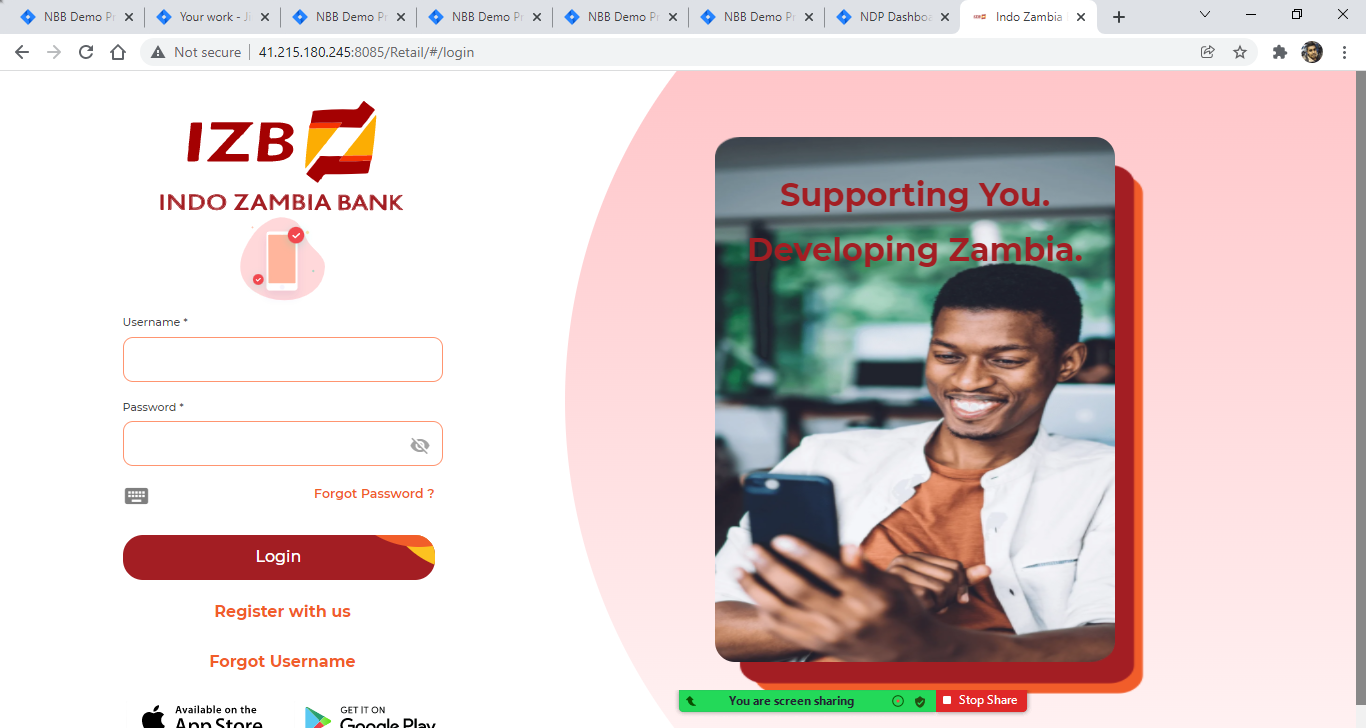 NBB Demo Pr
Your work - Ji
NBB Demo Pr
NBB Demo Pr
NBB Demo Pr
NBB Demo Pr
NDP Dashboa
Indo Zambia
Not secure
41.215.180.245:8085/Retail/#/login
IZB
INDO ZAMBIA BANK
Username *
Password *
Forgot Password ?
Login
Register with us
Forgot Username
Available on the
App Store
GET IT ON
Google Play
Supporting You.
Developing Zambia.
You are screen sharing
Stop Share